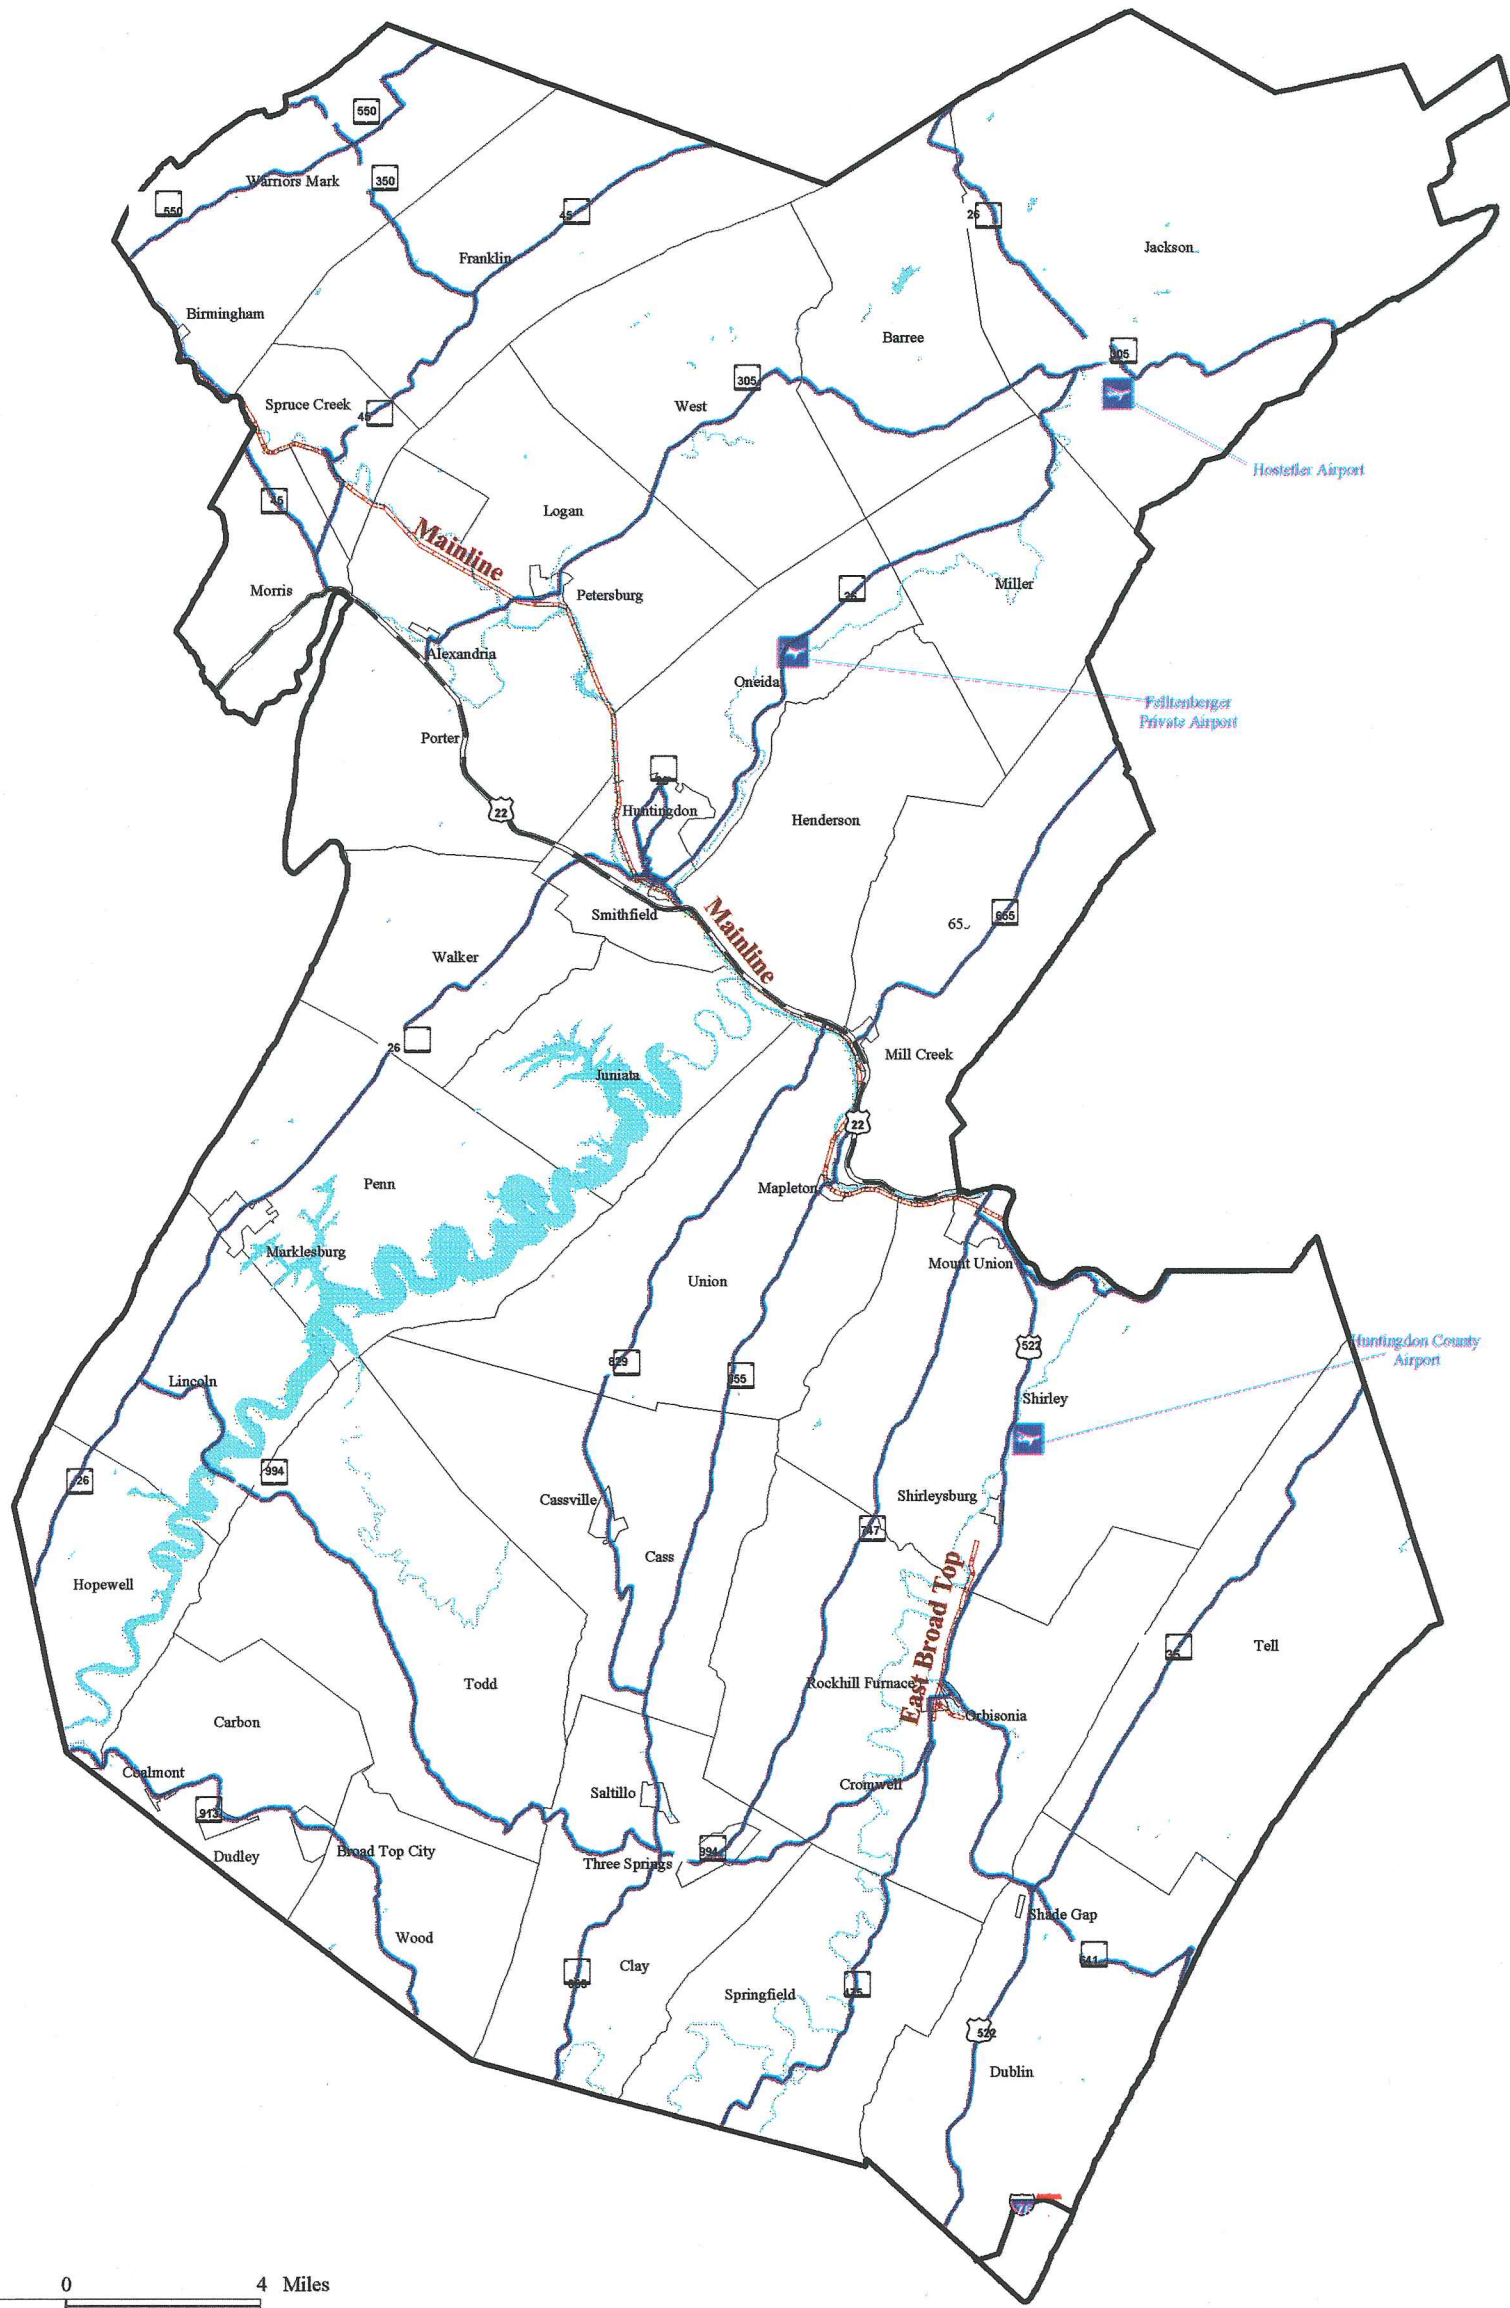 550
Warriors Mark
350
550
45
26
Franklin
Jackson
Birmingham
Barree
305
305
West
Spruce Creek
45
Hostetler Airport
45
Logan
Mainline
Morris
Petersburg
Miller
Alexandria
Oneida
Felltenberger
Private Airport
Porter
22
Huntingdon
Henderson
Smithfield
Mainline
655
Walker
26
Mill Creek
Juniata
22
Penn
Mapleton
Marklesburg
Union
Mount Union
522
Huntingdon County
Airport
829
655
Lincoln
Shirley
26
994
Cassville
Shirleysburg
747
Cass
Hopewell
East Broad Top
35
Tell
Todd
Rockhill Furnace
Orbisonia
Carbon
Coalmont
Cromwell
Saltillo
913
994
Dudley
Broad Top City
Three Springs
Shade Gap
Wood
641
Clay
Springfield
475
522
Dublin
76
0 4 Miles